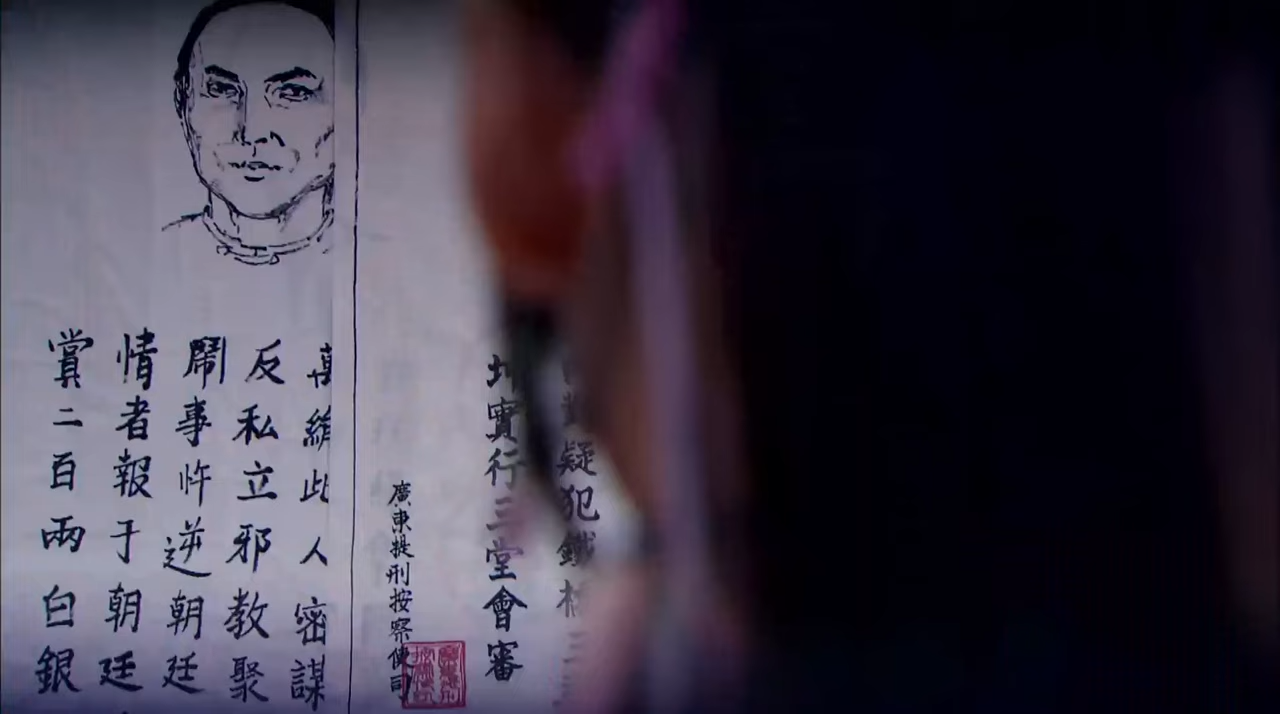 疑犯鐵
實行三堂會審
廣東提刑按察使司
此人密謀
反私立邪教聚
鬧事忤逆朝廷
情者報于朝廷
賞二百兩白銀